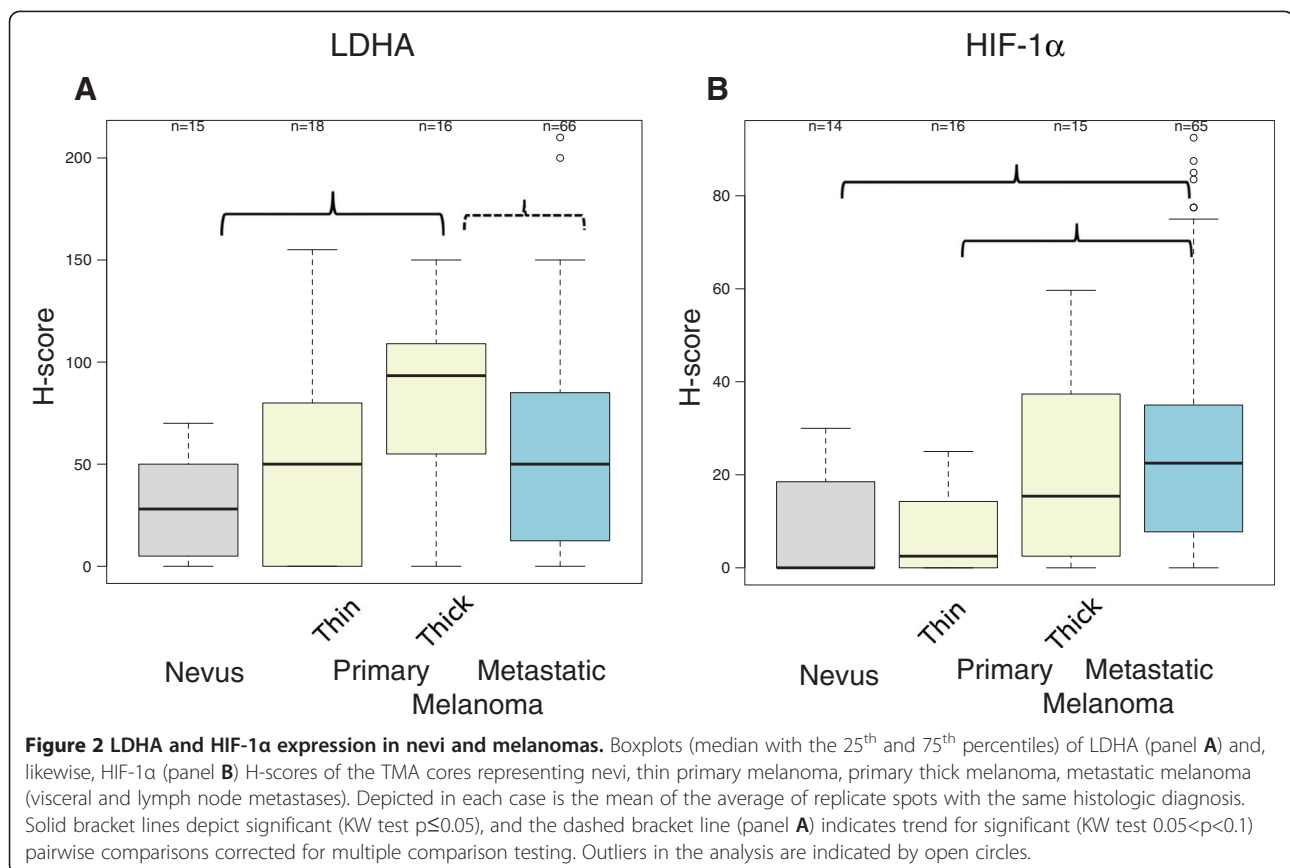 LDHA
HIF-1α
A
B
n=15 n=18 n=16 n=66
n=14 n=16 n=15 n=65
H-score
200
150
100
50
0
H-score
80
60
40
20
0
Thin
Thick
Nevus
Primary
Metastatic
Melanoma
Thin
Thick
Nevus
Primary
Metastatic
Melanoma
Figure 2 LDHA and HIF-1α expression in nevi and melanomas. Boxplots (median with the 25th and 75th percentiles) of LDHA (panel A) and,
likewise, HIF-1α (panel B) H-scores of the TMA cores representing nevi, thin primary melanoma, primary thick melanoma, metastatic melanoma
(visceral and lymph node metastases). Depicted in each case is the mean of the average of replicate spots with the same histologic diagnosis.
Solid bracket lines depict significant (KW test p≤0.05), and the dashed bracket line (panel A) indicates trend for significant (KW test 0.05<p<0.1)
pairwise comparisons corrected for multiple comparison testing. Outliers in the analysis are indicated by open circles.